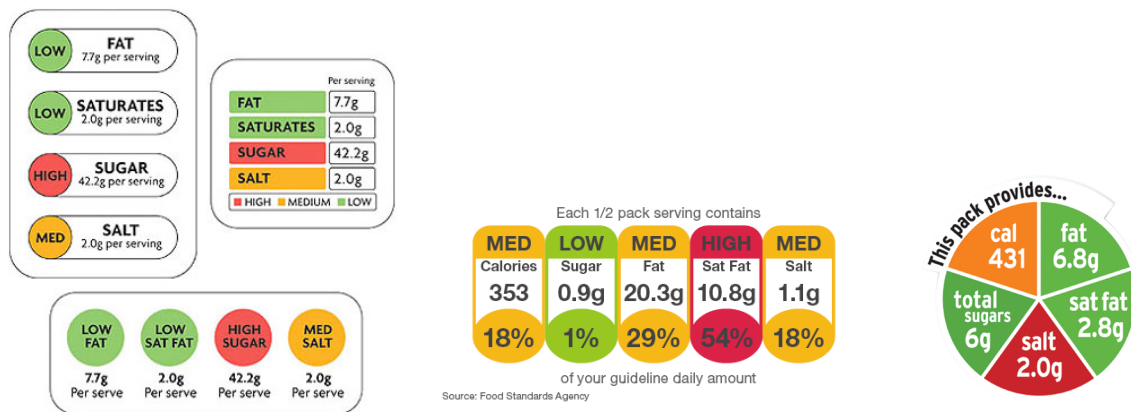 LOW
FAT
7.7g per serving
LOW
SATURATES
2.0g per serving
HIGH
SUGAR
42.2g per serving
MED
SALT
2.0g per serving
Per serving
FAT 7.7g
SATURATES 2.0g
SUGAR 42.2g
SALT 2.0g
HIGH MEDIUM LOW
LOW FAT
7.7g
Per serve
LOW SAT FAT
2.0g
Per serve
HIGH SUGAR
42.2g
Per serve
MED SALT
2.0g
Per serve
Each 1/2 pack serving contains
MED LOW MED HIGH MED
Calories Sugar Fat Sat Fat Salt
353 0.9g 20.3g 10.8g 1.1g
18% 1% 29% 54% 18%
of your guideline daily amount
Source: Food Standards Agency
This pack provides...
cal
431
fat
6.8g
sat fat
2.8g
salt
2.0g
total
sugars
6g